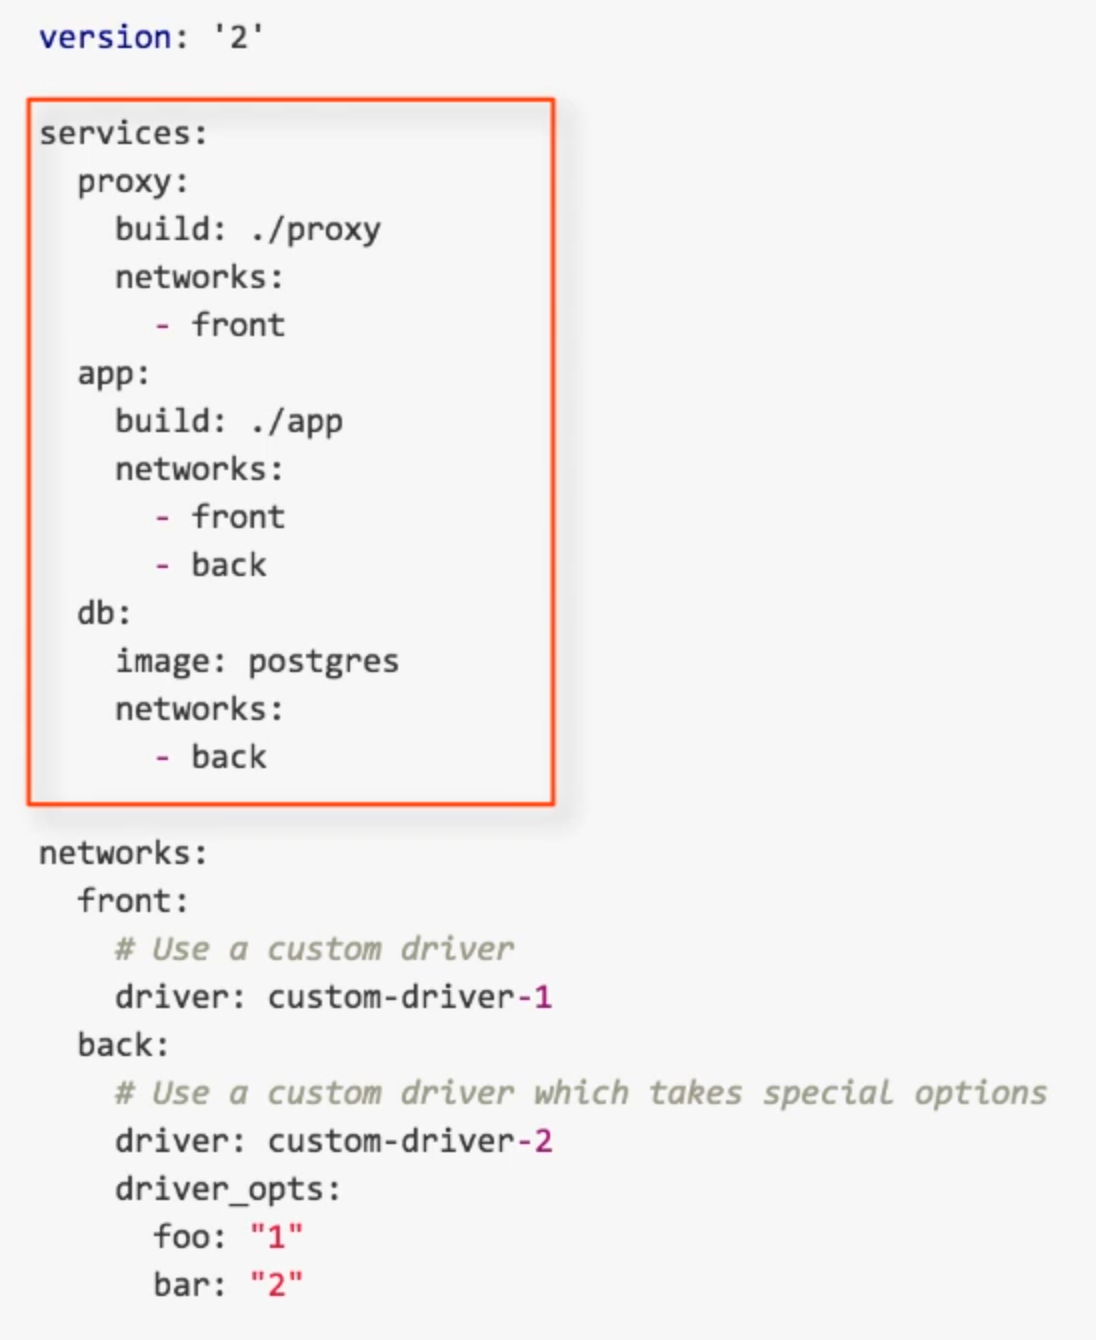 version: '2'
services:
  proxy:
    build: ./proxy
    networks:
      - front
  app:
    build: ./app
    networks:
      - front
      - back
  db:
    image: postgres
    networks:
      - back
networks:
  front:
    # Use a custom driver
    driver: custom-driver-1
  back:
    # Use a custom driver which takes special options
    driver: custom-driver-2
    driver_opts:
      foo: "1"
      bar: "2"